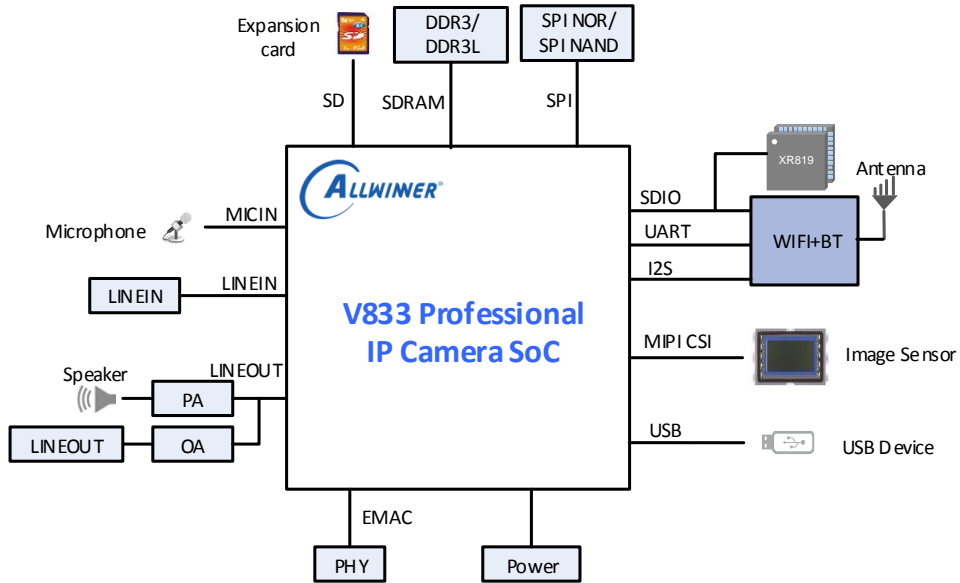 Expansion
card
DDR3/
DDR3L
SPI NOR/
SPI NAND
SD
SDRAM
SPI
XR819
Antenna
ALLWINNER®
SDIO
MICIN
Microphone
UART
WIFI+BT
I2S
LINEIN
LINEIN
V833 Professional
IP Camera SoC
MIPI CSI
Image Sensor
Speaker
LINEOUT
PA
LINEOUT
OA
USB
USB Device
EMAC
PHY
Power